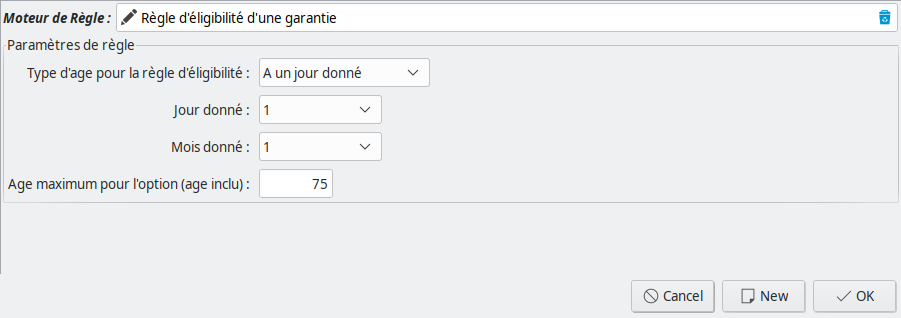 Moteur de Règle : Règle d'éligibilité d'une garantie
Paramètres de règle
Type d'age pour la règle d'éligibilité : A un jour donné
Jour donné : 1
Mois donné : 1
Age maximum pour l'option (age inclu) : 75
Cancel New OK